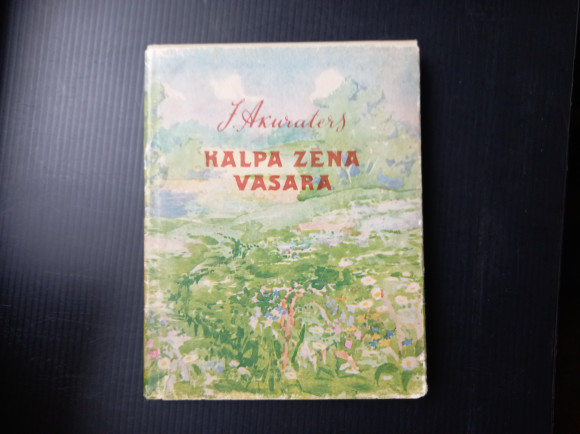 J. Akuraters
KALPA ZĒNA
VASARA